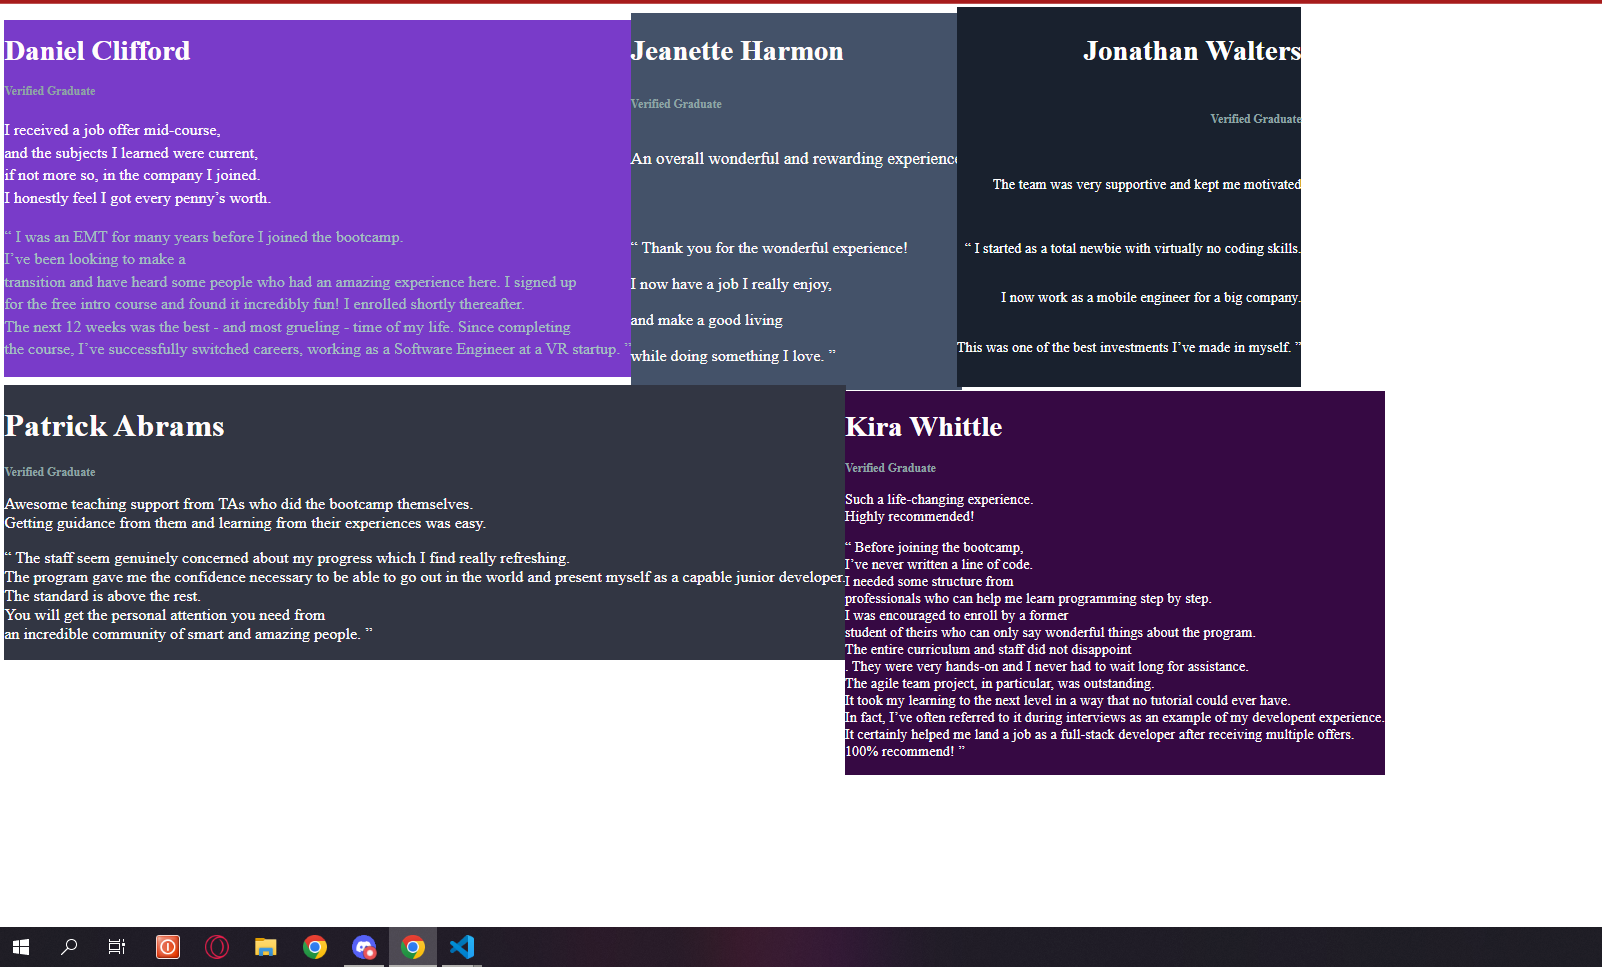 Daniel Clifford
Verified Graduate
I received a job offer mid-course,
and the subjects I learned were current,
if not more so, in the company I joined.
I honestly feel I got every penny’s worth.
“ I was an EMT for many years before I joined the bootcamp.
I’ve been looking to make a
transition and have heard some people who had an amazing experience here. I signed up
for the free intro course and found it incredibly fun! I enrolled shortly thereafter.
The next 12 weeks was the best - and most grueling - time of my life. Since completing
the course, I’ve successfully switched careers, working as a Software Engineer at a VR startup. ”
Jeanette Harmon
Verified Graduate
An overall wonderful and rewarding experience
“ Thank you for the wonderful experience!
I now have a job I really enjoy,
and make a good living
while doing something I love. ”
Jonathan Walters
Verified Graduate
The team was very supportive and kept me motivated
“ I started as a total newbie with virtually no coding skills.
I now work as a mobile engineer for a big company.
This was one of the best investments I’ve made in myself. ”
Patrick Abrams
Verified Graduate
Awesome teaching support from TAs who did the bootcamp themselves.
Getting guidance from them and learning from their experiences was easy.
“ The staff seem genuinely concerned about my progress which I find really refreshing.
The program gave me the confidence necessary to be able to go out in the world and present myself as a capable junior developer.
The standard is above the rest.
You will get the personal attention you need from
an incredible community of smart and amazing people. ”
Kira Whittle
Verified Graduate
Such a life-changing experience.
Highly recommended!
“ Before joining the bootcamp,
I’ve never written a line of code.
I needed some structure from
professionals who can help me learn programming step by step.
I was encouraged to enroll by a former
student of theirs who can only say wonderful things about the program.
The entire curriculum and staff did not disappoint
. They were very hands-on and I never had to wait long for assistance.
The agile team project, in particular, was outstanding.
It took my learning to the next level in a way that no tutorial could ever have.
In fact, I’ve often referred to it during interviews as an example of my developent experience.
It certainly helped me land a job as a full-stack developer after receiving multiple offers.
100% recommend! ”